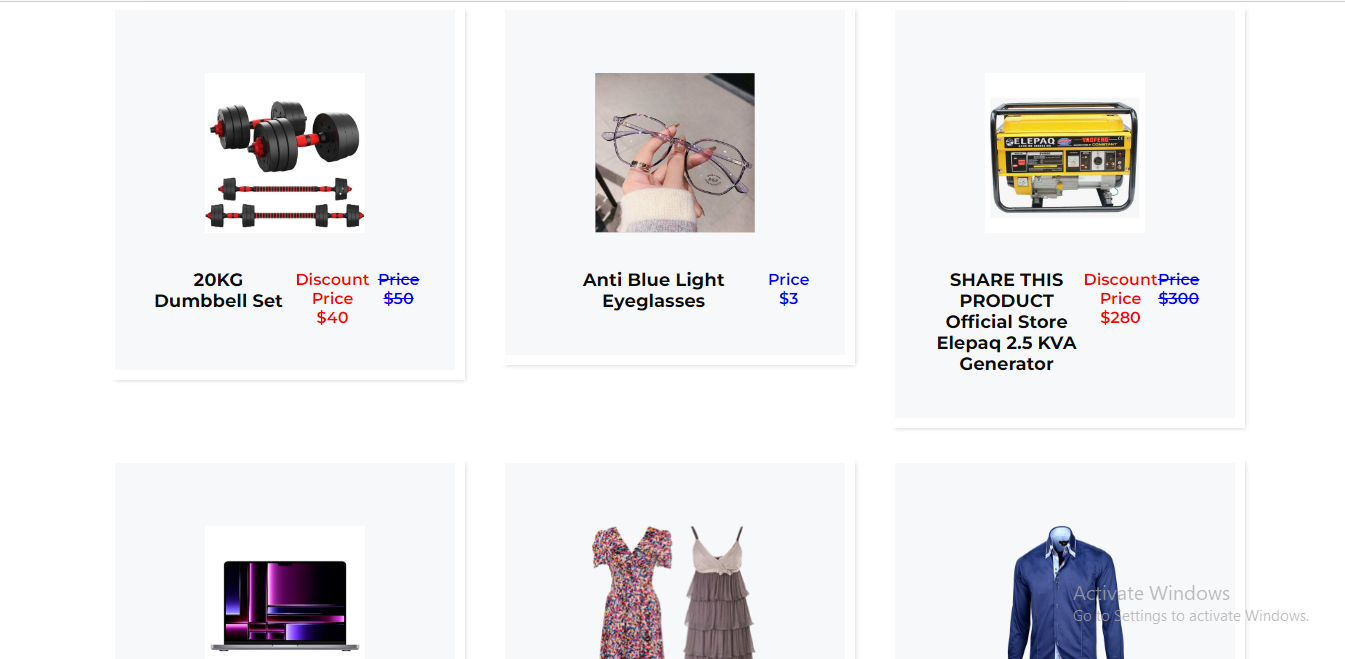 20KG
Dumbbell Set
Discount
Price
$40
Price
$50
Anti Blue Light
Eyeglasses
Price
$3
ELEPAQ
CONSTANT
SHARE THIS
PRODUCT
Official Store
Elepaq 2.5 KVA
Generator
Discount
Price
$280
Price
$300
Activate Windows
Go to Settings to activate Windows.